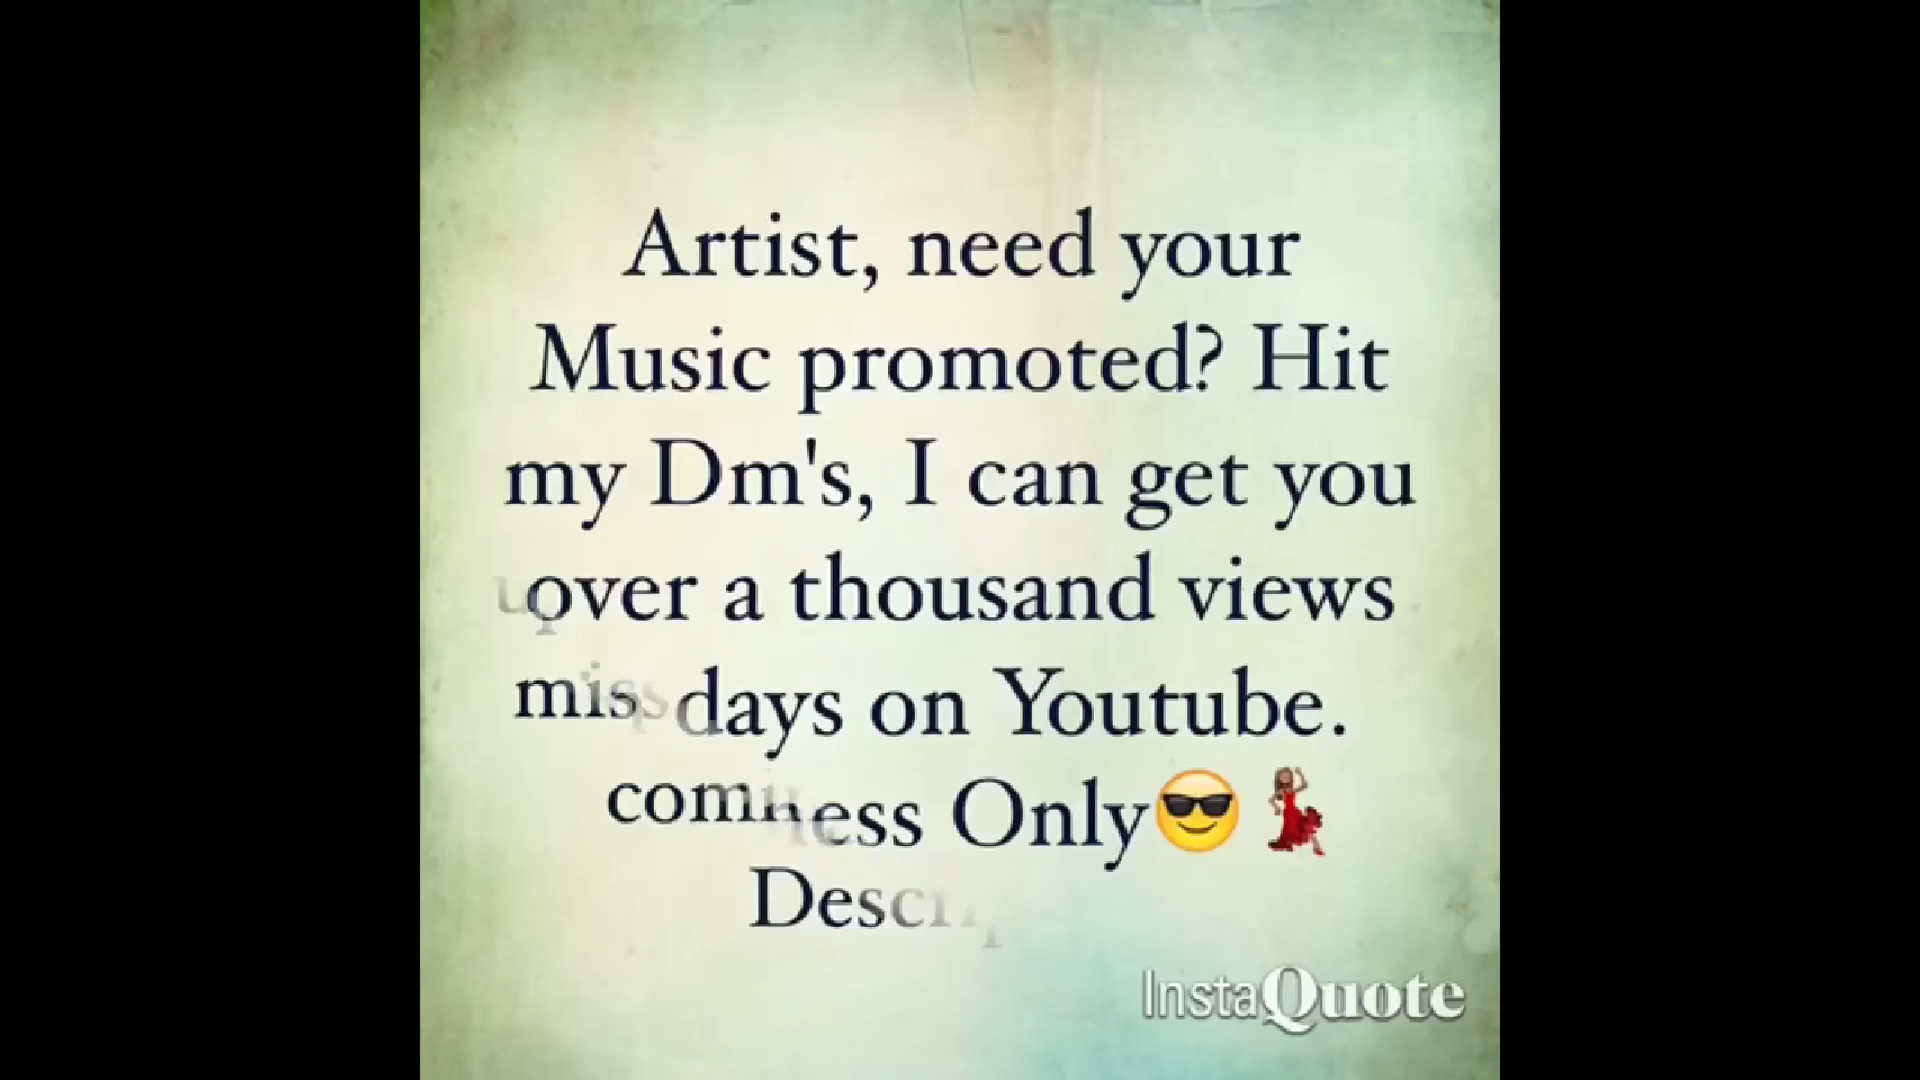 Artist, need your
Music promoted? Hit
my Dm's, I can get you
over a thousand views
days on Youtube.
Only😎💃
InstaQuote